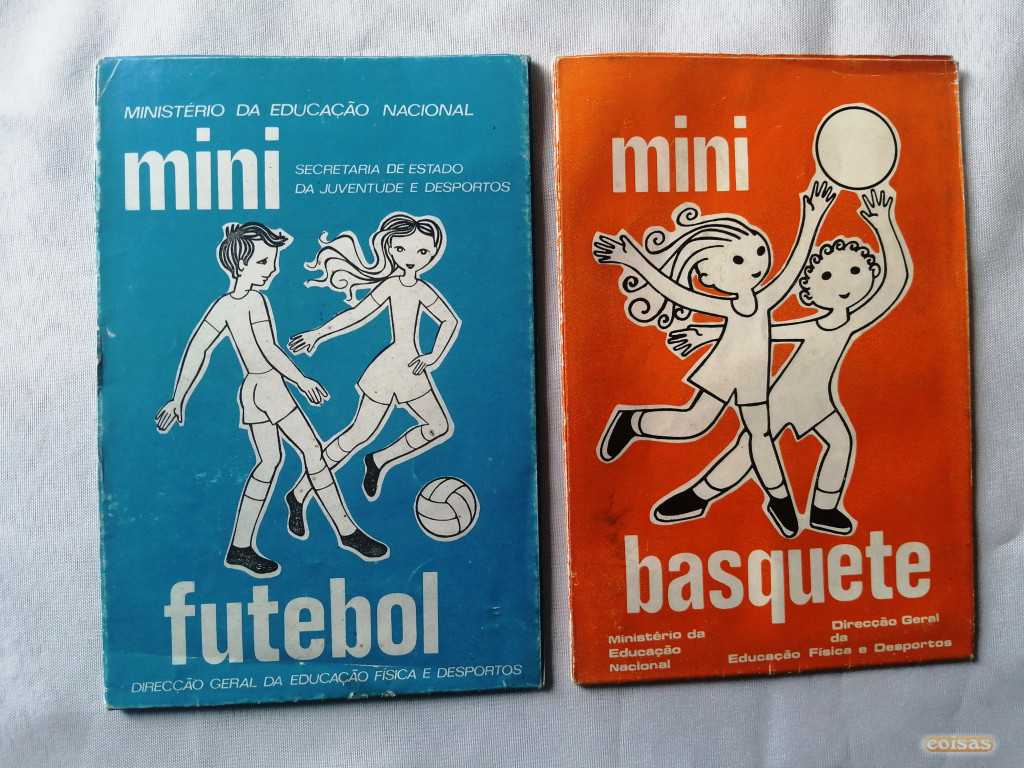 MINISTÉRIO DA EDUCAÇÃO NACIONAL
mini
SECRETARIA DE ESTADO
DA JUVENTUDE E DESPORTOS
futebol
DIRECÇÃO GERAL DA EDUCAÇÃO FÍSICA E DESPORTOS
mini
basquete
Ministério da
Educação
Nacional
Direcção Geral
da
Educação Física e Desportos
coisas